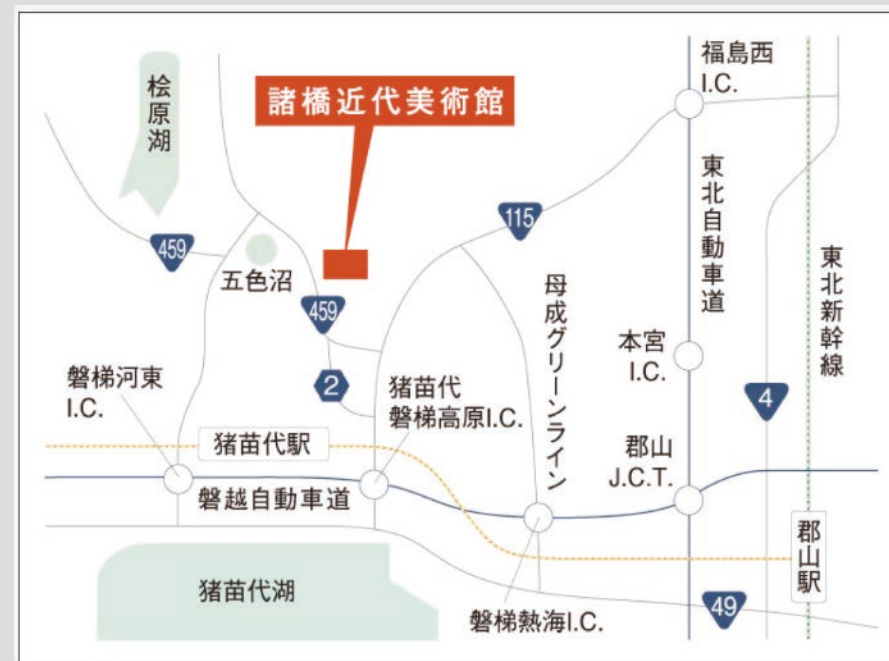 福島西
I.C.
諸橋近代美術館
桧原湖
東北自動車道
115
459
五色沼
459
母成グリーンライン
東北新幹線
本宮
I.C.
磐梯河東
I.C.
2
猪苗代
磐梯高原I.C.
4
猪苗代駅
郡山
J.C.T.
磐越自動車道
郡山駅
猪苗代湖
磐梯熱海I.C.
49